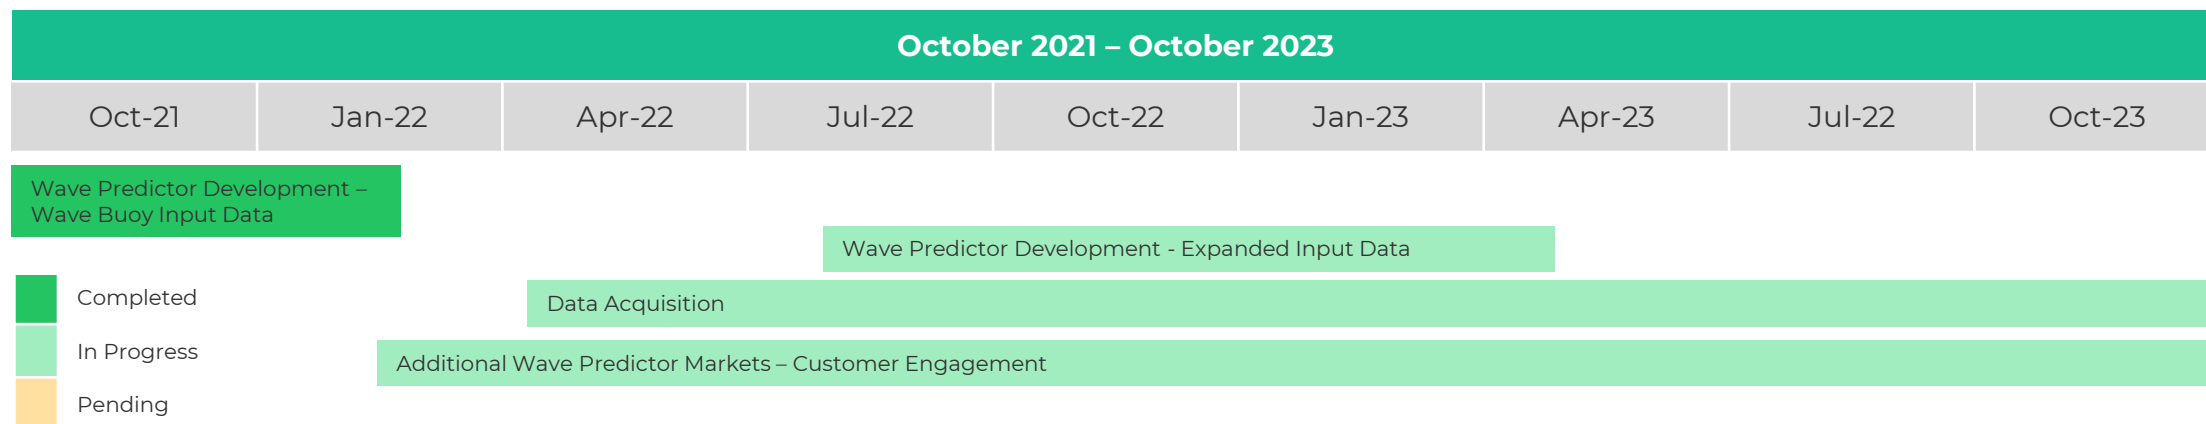 October 2021 – October 2023
Oct-21
Jan-22
Apr-22
Jul-22
Oct-22
Jan-23
Apr-23
Jul-22
Oct-23
Wave Predictor Development –
Wave Buoy Input Data
Wave Predictor Development - Expanded Input Data
Completed
Data Acquisition
In Progress
Additional Wave Predictor Markets – Customer Engagement
Pending